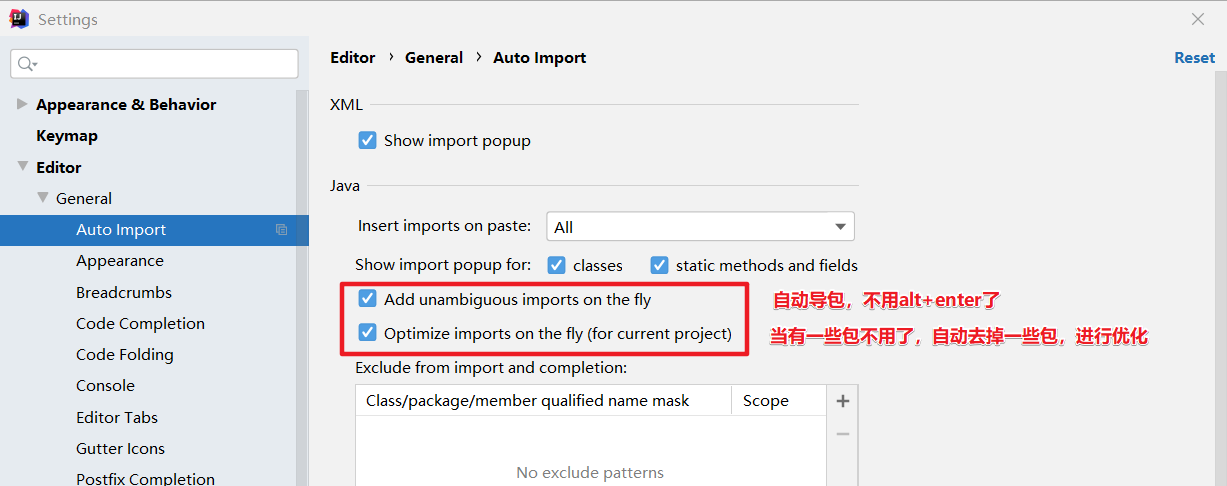 Settings
Editor › General › Auto Import
Reset
Appearance & Behavior
Keymap
Editor
General
Auto Import
Appearance
Breadcrumbs
Code Completion
Code Folding
Console
Editor Tabs
Gutter Icons
Postfix Completion
XML
Show import popup
Java
Insert imports on paste: All
Show import popup for: classes static methods and fields
Add unambiguous imports on the fly 自动导包，不用alt+enter了
Optimize imports on the fly (for current project) 当有一些包不用了，自动去掉一些包，进行优化
Exclude from import and completion:
Class/package/member qualified name mask Scope
No exclude patterns